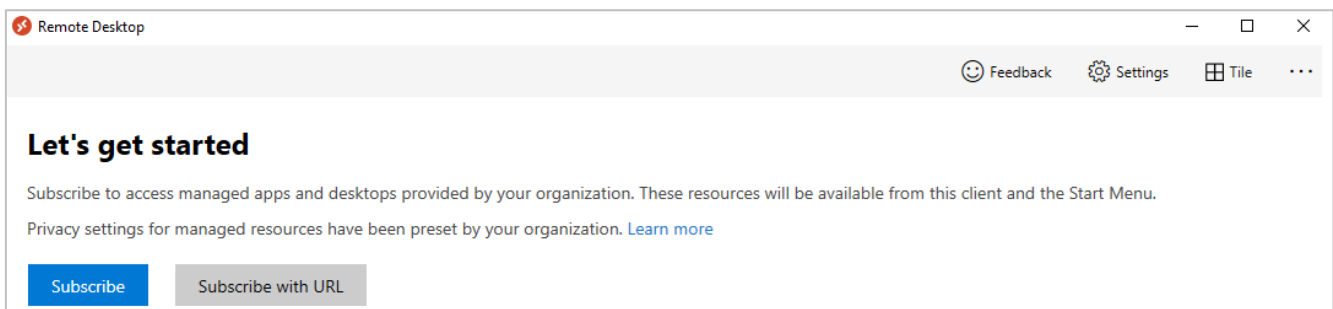 Remote Desktop
Feedback Settings Tile ···
Let's get started
Subscribe to access managed apps and desktops provided by your organization. These resources will be available from this client and the Start Menu.
Privacy settings for managed resources have been preset by your organization. Learn more
Subscribe Subscribe with URL